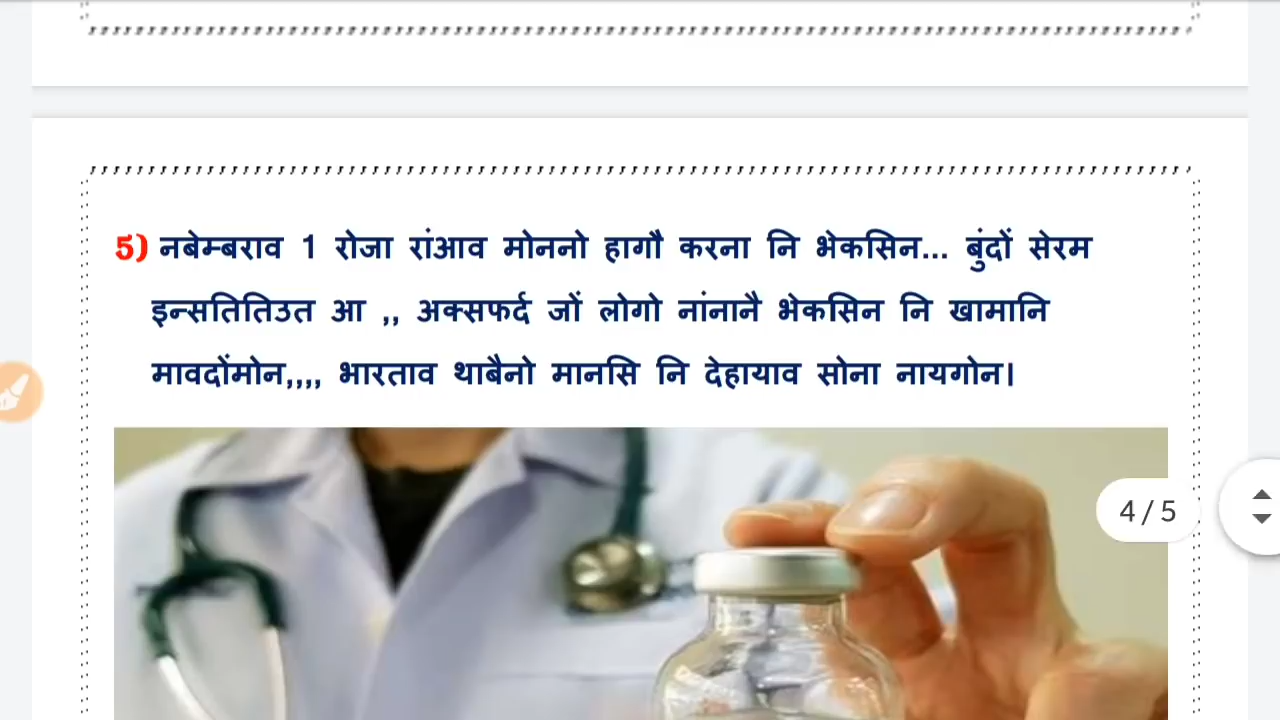 5) नबेम्बराव 1 रोजा रांआव मोननो हागौ करना नि भेकसिन... बुंदों सेरम
इन्सतितिउत आ ,, अक्सफर्द जों लोगो नांनानै भेकसिन नि खामानि
मावदोंमोन,,,, भारताव थाबैनो मानसि नि देहायाव सोना नायगोन।
4 / 5